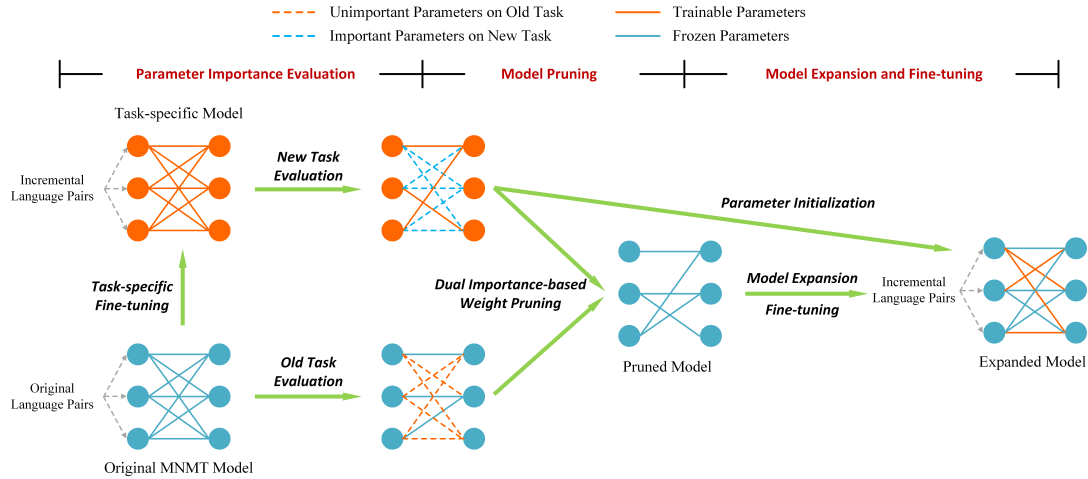 Unimportant Parameters on Old Task
Trainable Parameters
Important Parameters on New Task
Frozen Parameters
Parameter Importance Evaluation
Model Pruning
Model Expansion and Fine-tuning
Task-specific Model
Incremental
Language Pairs
New Task
Evaluation
Parameter Initialization
Task-specific
Fine-tuning
Dual Importance-based
Weight Pruning
Model Expansion
Fine-tuning
Incremental
Language Pairs
Pruned Model
Expanded Model
Original
Language Pairs
Old Task
Evaluation
Original MNMT Model